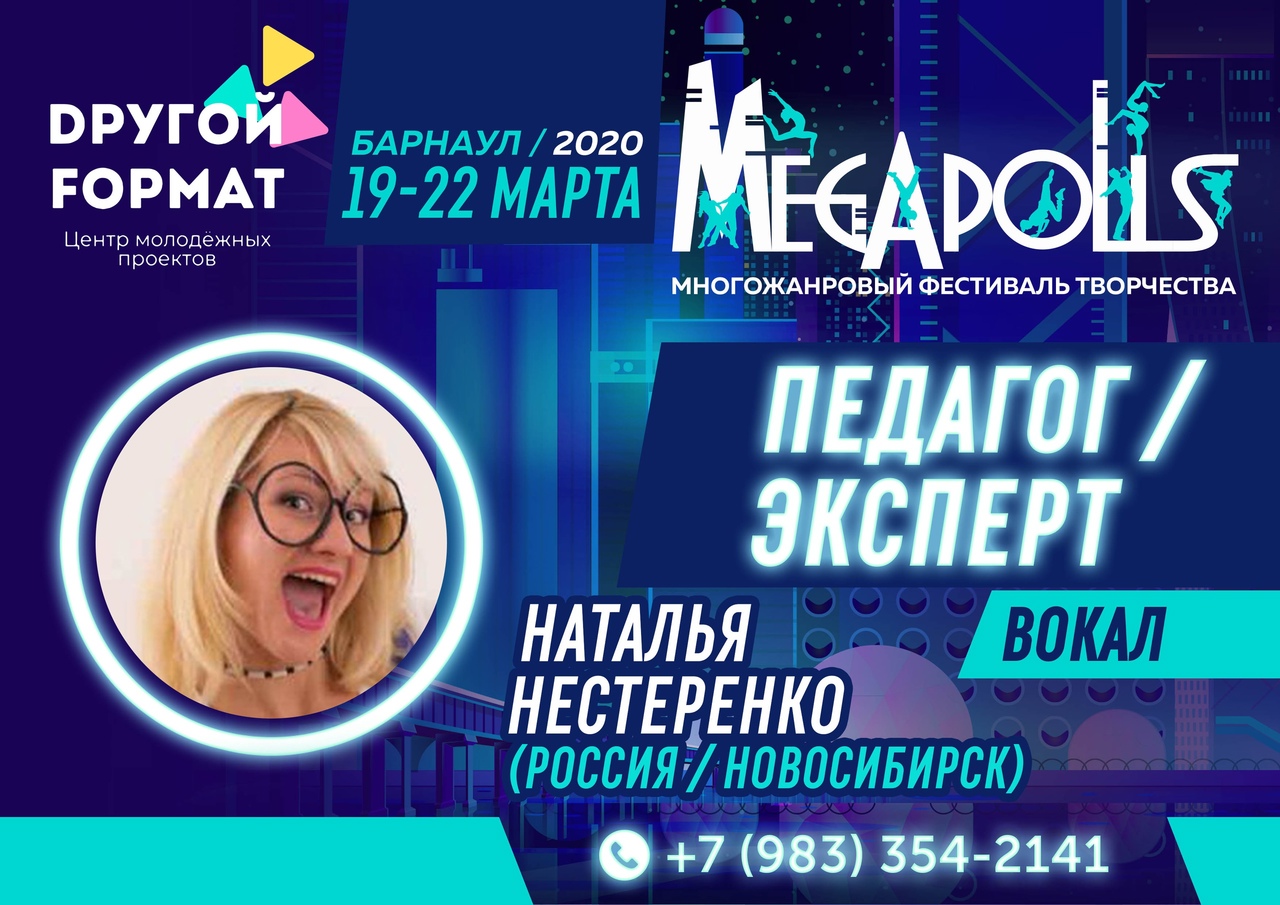 DРУГОЙ
FОРМАТ
Центр молодёжных
проектов
БАРНАУЛ / 2020
19-22 МАРТА
MEGAPOLIS
МНОГОЖАНРОВЫЙ ФЕСТИВАЛЬ ТВОРЧЕСТВА
ПЕДАГОГ /
ЭКСПЕРТ
ВОКАЛ
НАТАЛЬЯ
НЕСТЕРЕНКО
(РОССИЯ / НОВОСИБИРСК)
+7 (983) 354-2141